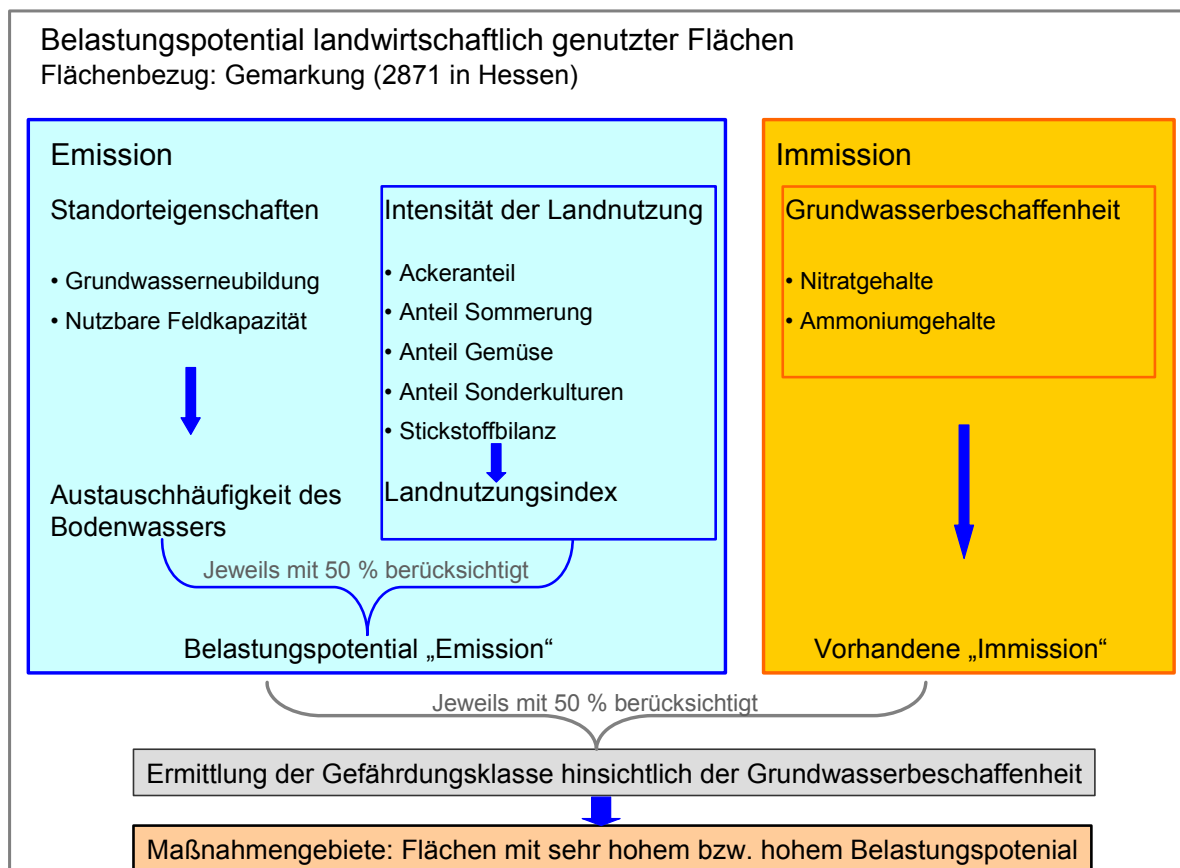 Belastungspotential landwirtschaftlich genutzter Flächen
Flächenbezug: Gemarkung (2871 in Hessen)
Emission
Standorteigenschaften
• Grundwasserneubildung
• Nutzbare Feldkapazität
Austauschhäufigkeit des
Bodenwassers
Intensität der Landnutzung
• Ackeranteil
• Anteil Sommerung
• Anteil Gemüse
• Anteil Sonderkulturen
• Stickstoffbilanz
Landnutzungsindex
Jeweils mit 50 % berücksichtigt
Belastungspotential „Emission“
Immission
Grundwasserbeschaffenheit
• Nitratgehalte
• Ammoniumgehalte
Vorhandene „Immission“
Jeweils mit 50 % berücksichtigt
Ermittlung der Gefährdungsklasse hinsichtlich der Grundwasserbeschaffenheit
Maßnahmengebiete: Flächen mit sehr hohem bzw. hohem Belastungspotenial